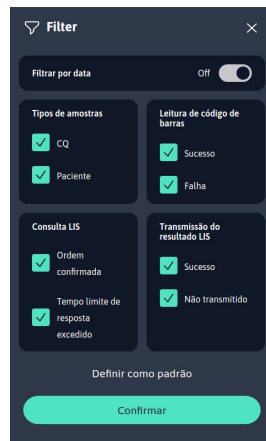 Filter
Filtrar por data
Off
Tipos de amostras
CQ
Paciente
Leitura de código de
barras
Sucesso
Falha
Consulta LIS
Ordem
confirmada
Tempo limite de
resposta
excedido
Transmissão do
resultado LIS
Sucesso
Não transmitido
Definir como padrão
Confirmar